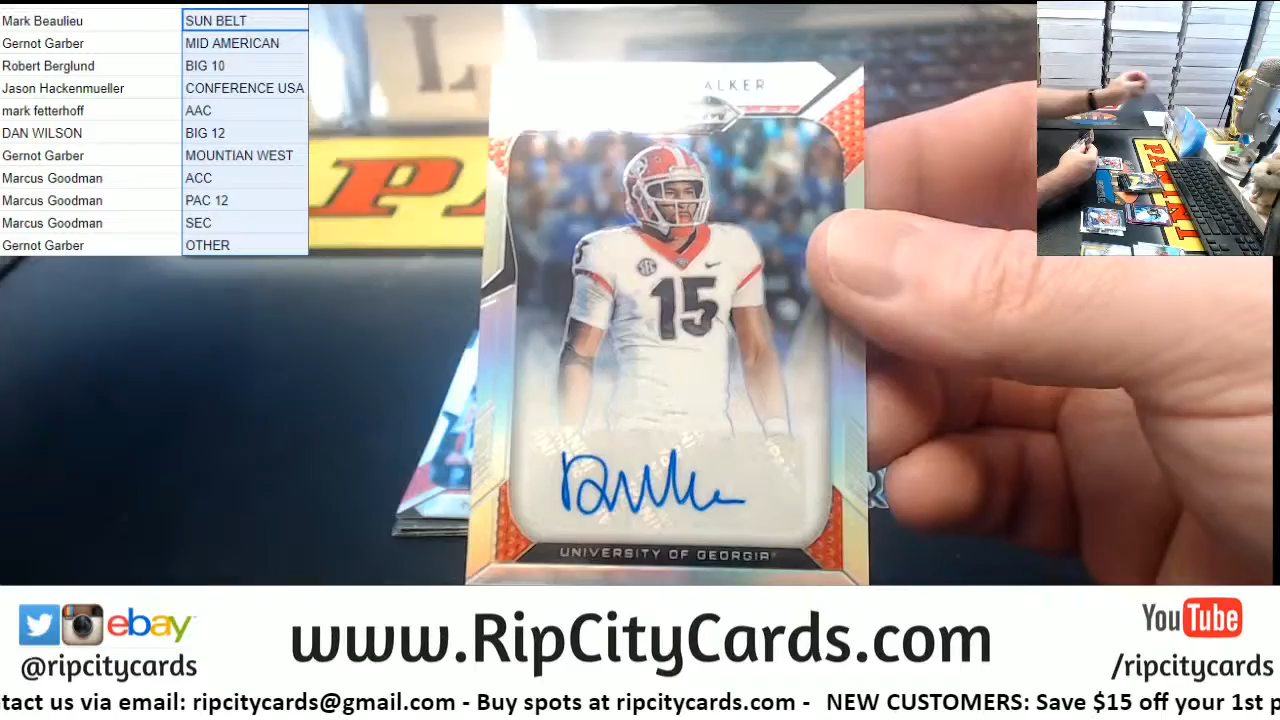 Mark Beaulieu SUN BELT
Gernot Garber MID AMERICAN
Robert Berglund BIG 10
Jason Hackenmueller CONFERENCE USA
mark fetterhoff AAC
DAN WILSON BIG 12
Gernot Garber MOUNTIAN WEST
Marcus Goodman ACC
Marcus Goodman PAC 12
Marcus Goodman SEC
Gernot Garber OTHER
ALKER
SEC
15
UNIVERSITY OF GEORGIA
PANINI
ebay
@ripcitycards
www.RipCityCards.com
YouTube
/ripcitycards
ntact us via email: ripcitycards@gmail.com - Buy spots at ripcitycards.com - NEW CUSTOMERS: Save $15 off your 1st p